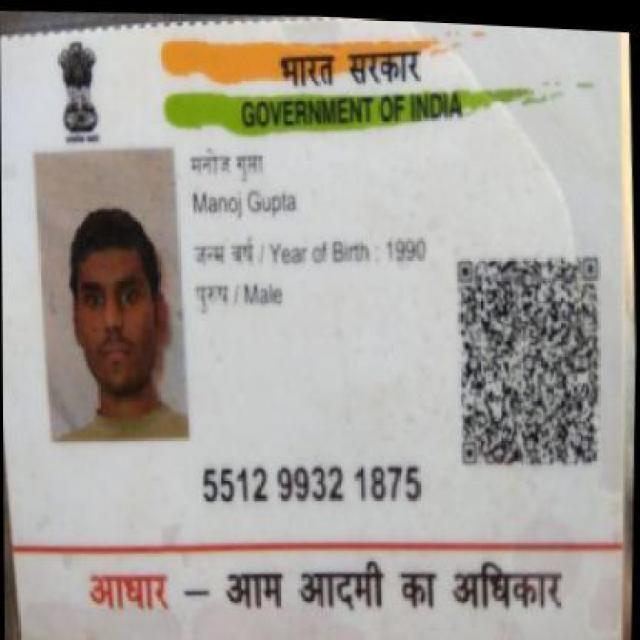 भारत सरकार
GOVERNMENT OF INDIA
मनोज गुप्ता
Manoj Gupta
जन्म वर्ष / Year of Birth : 1990
पुरुष / Male
5512 9932 1875
आधार – आम आदमी का अधिकार